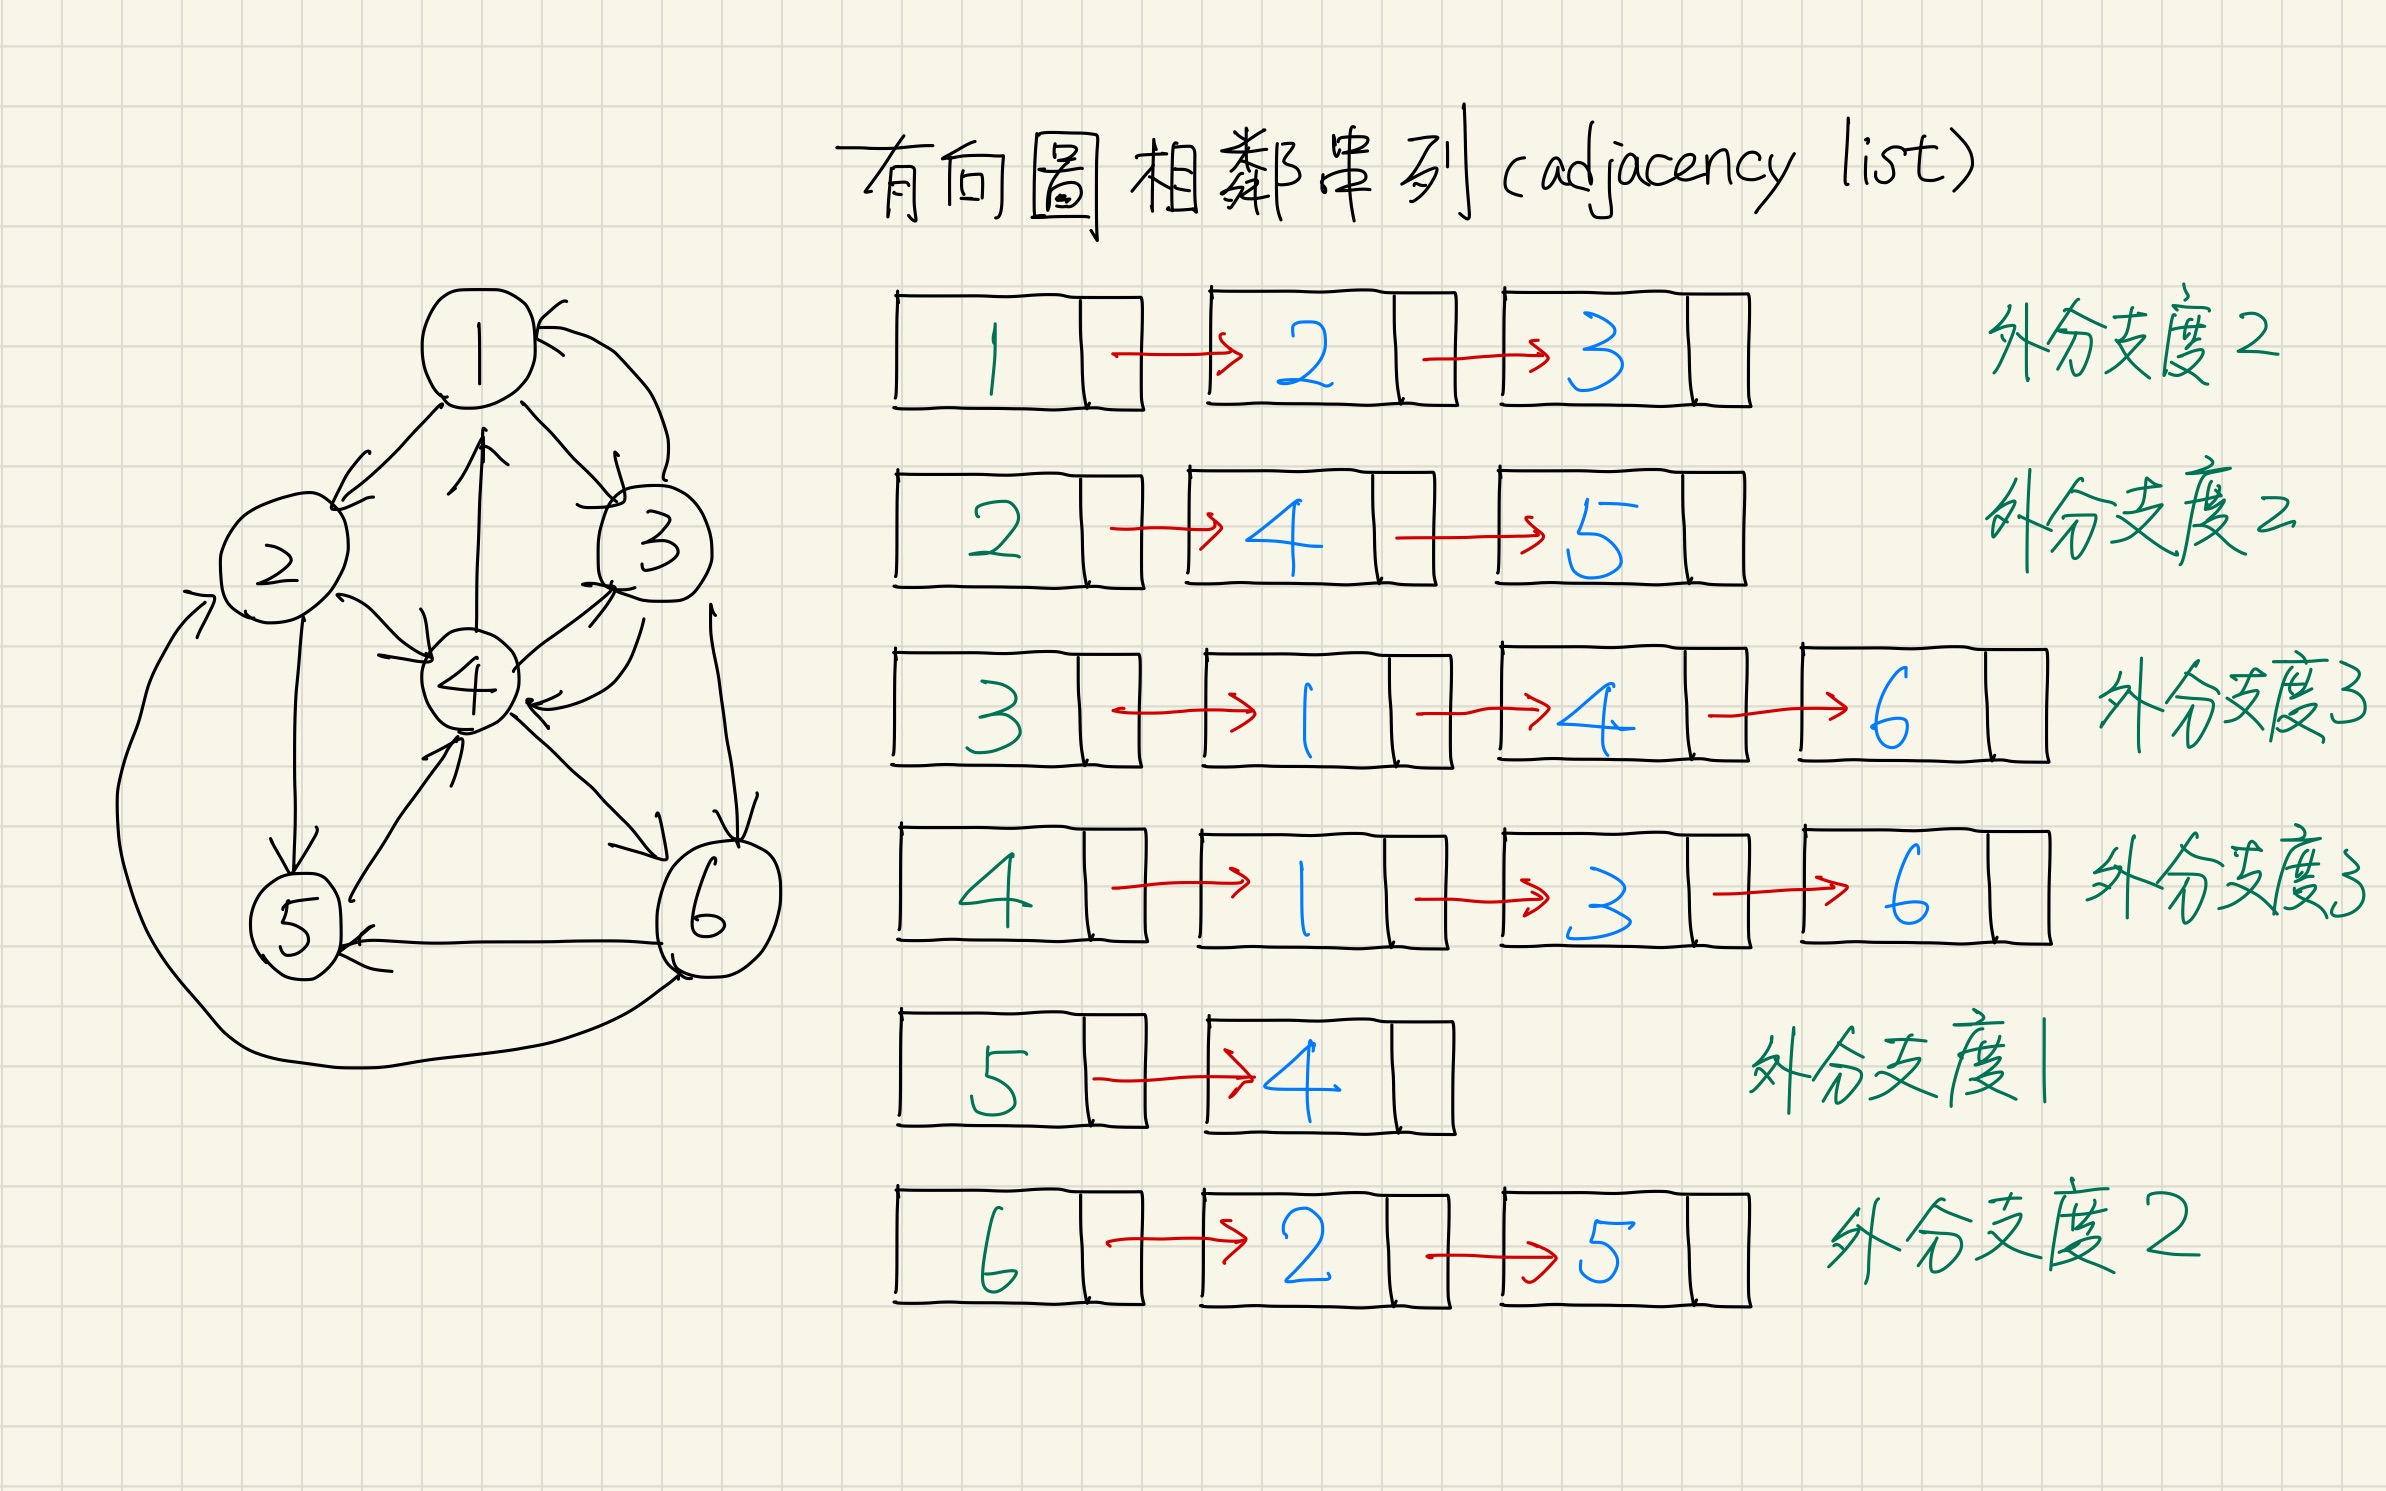 有向圖相鄰串列(adjacency list)
1
2
3
4
5
6
1 2 3 外分支度2
2 4 5 外分支度2
3 1 4 6 外分支度3
4 1 3 6 外分支度3
5 4 外分支度1
6 2 5 外分支度2